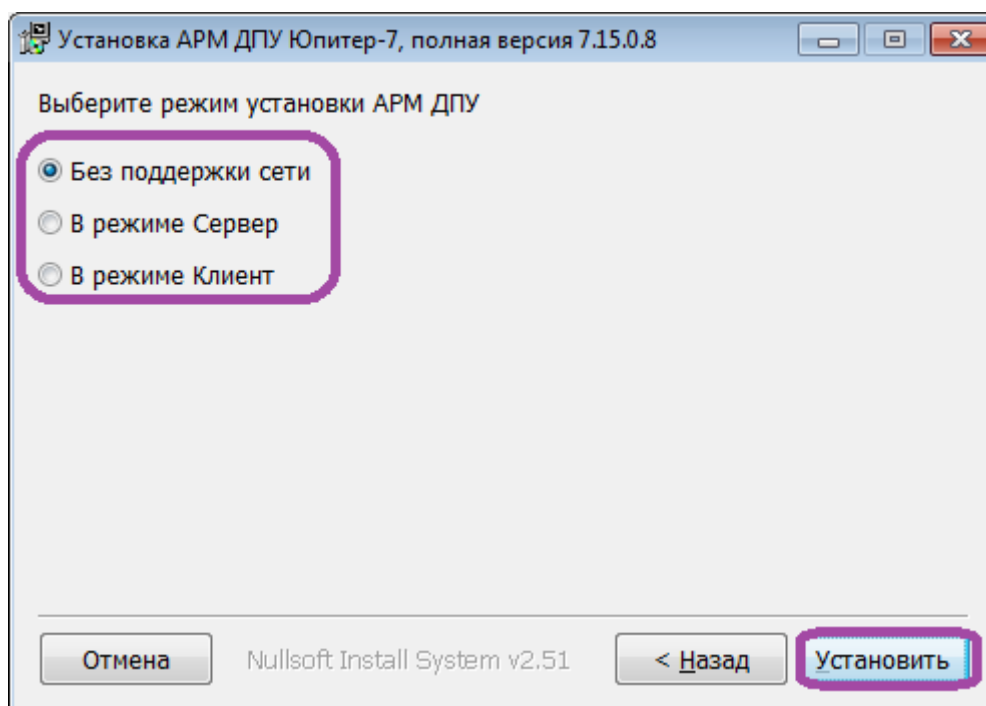 Установка АРМ ДПУ Юпитер-7, полная версия 7.15.0.8
Выберите режим установки АРМ ДПУ
Без поддержки сети
В режиме Сервер
В режиме Клиент
Отмена
Nullsoft Install System v2.51
< Назад
Установить